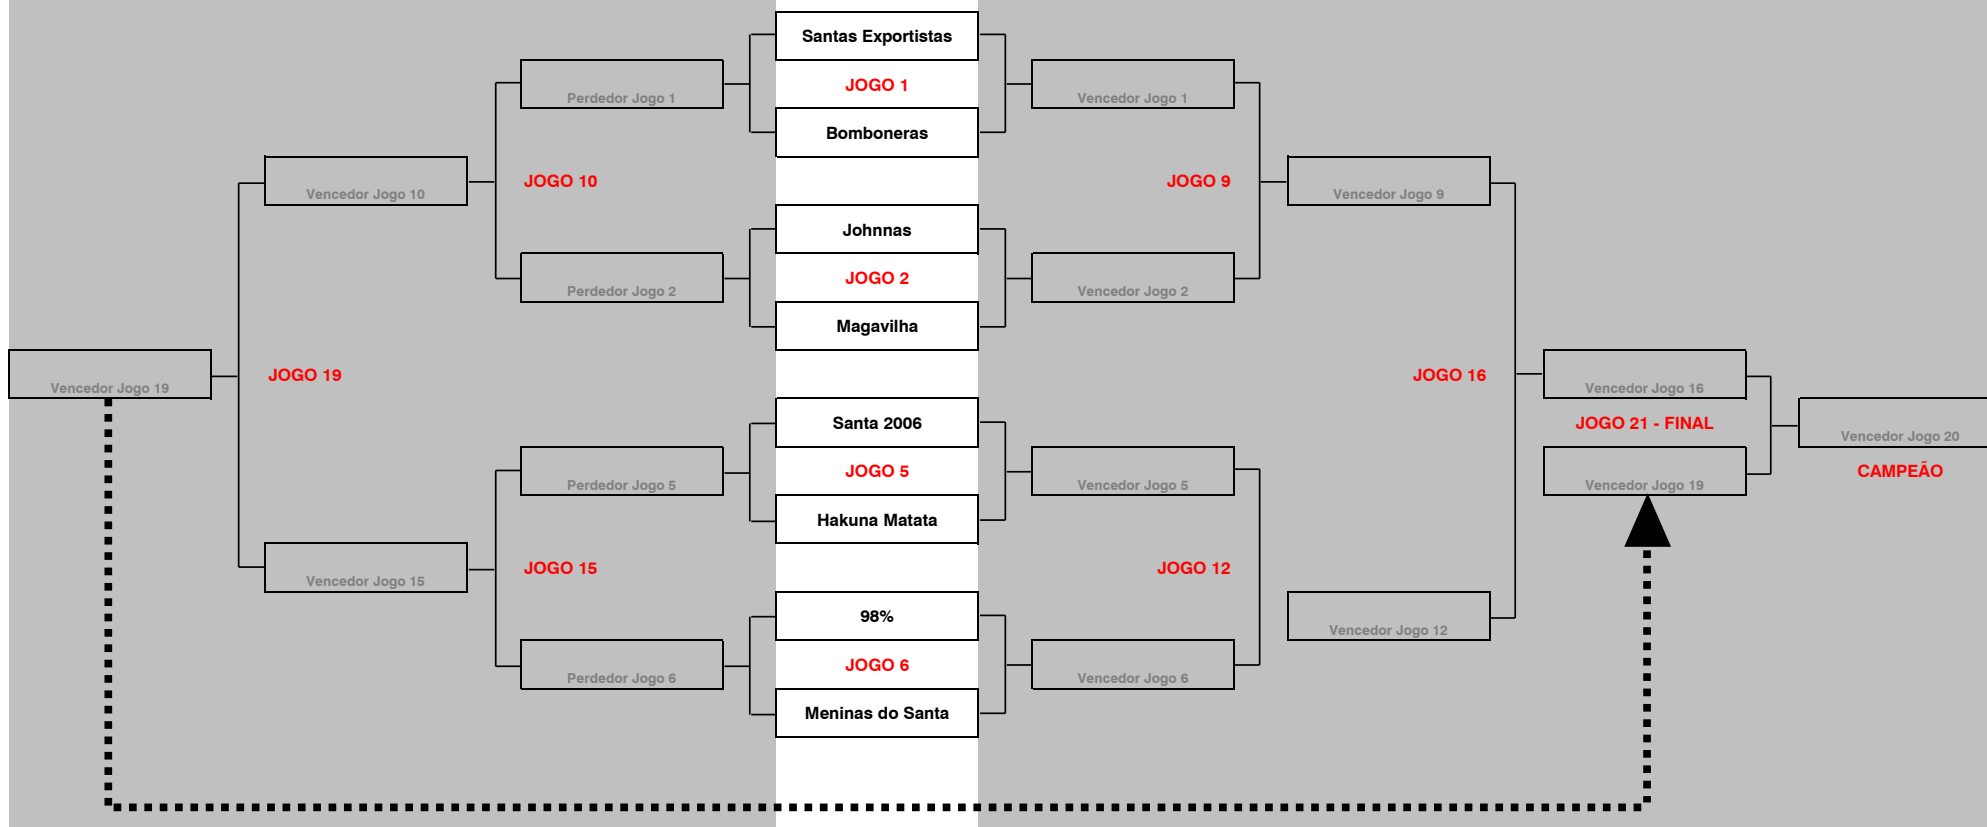 Santas Exportistas
Perdedor Jogo 1
JOGO 1
Vencedor Jogo 1
Bomboneras
Vencedor Jogo 10
JOGO 10
JOGO 9
Vencedor Jogo 9
Johnnas
Perdedor Jogo 2
JOGO 2
Vencedor Jogo 2
Magavilha
Vencedor Jogo 19
JOGO 19
JOGO 16
Vencedor Jogo 16
Santa 2006
JOGO 21 - FINAL
Vencedor Jogo 20
CAMPEÃO
Perdedor Jogo 5
JOGO 5
Vencedor Jogo 5
Vencedor Jogo 19
Hakuna Matata
Vencedor Jogo 15
JOGO 15
JOGO 12
Vencedor Jogo 12
98%
Perdedor Jogo 6
JOGO 6
Vencedor Jogo 6
Meninas do Santa